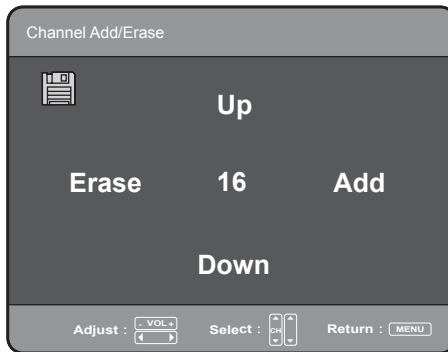 Channel Add/Erase
Up
Erase 16 Add
Down
Adjust : - VOL + Select : CH Return : MENU